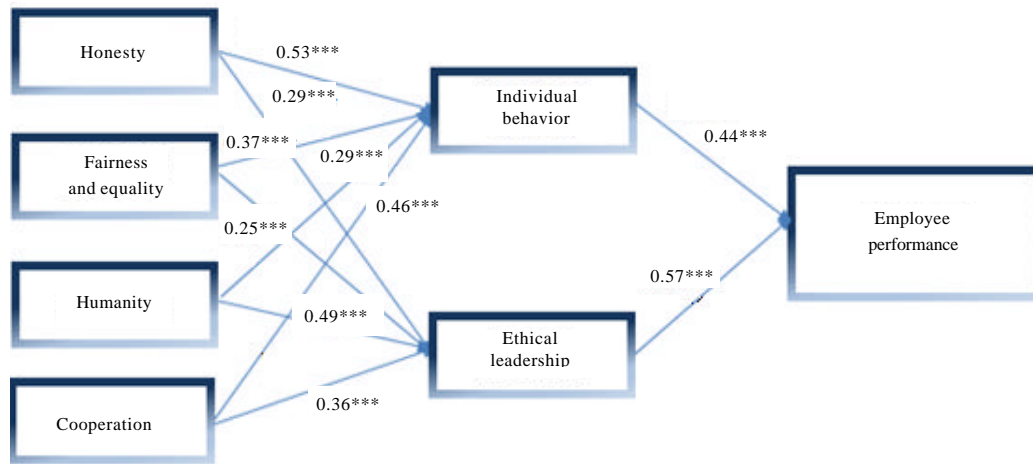 Honesty
0.53***
Individual
behavior
0.29***
0.44***
Fairness
and equality
0.37***
0.29***
0.46***
0.25***
Employee
performance
0.57***
Humanity
0.49***
Ethical
leadership
Cooperation
0.36***